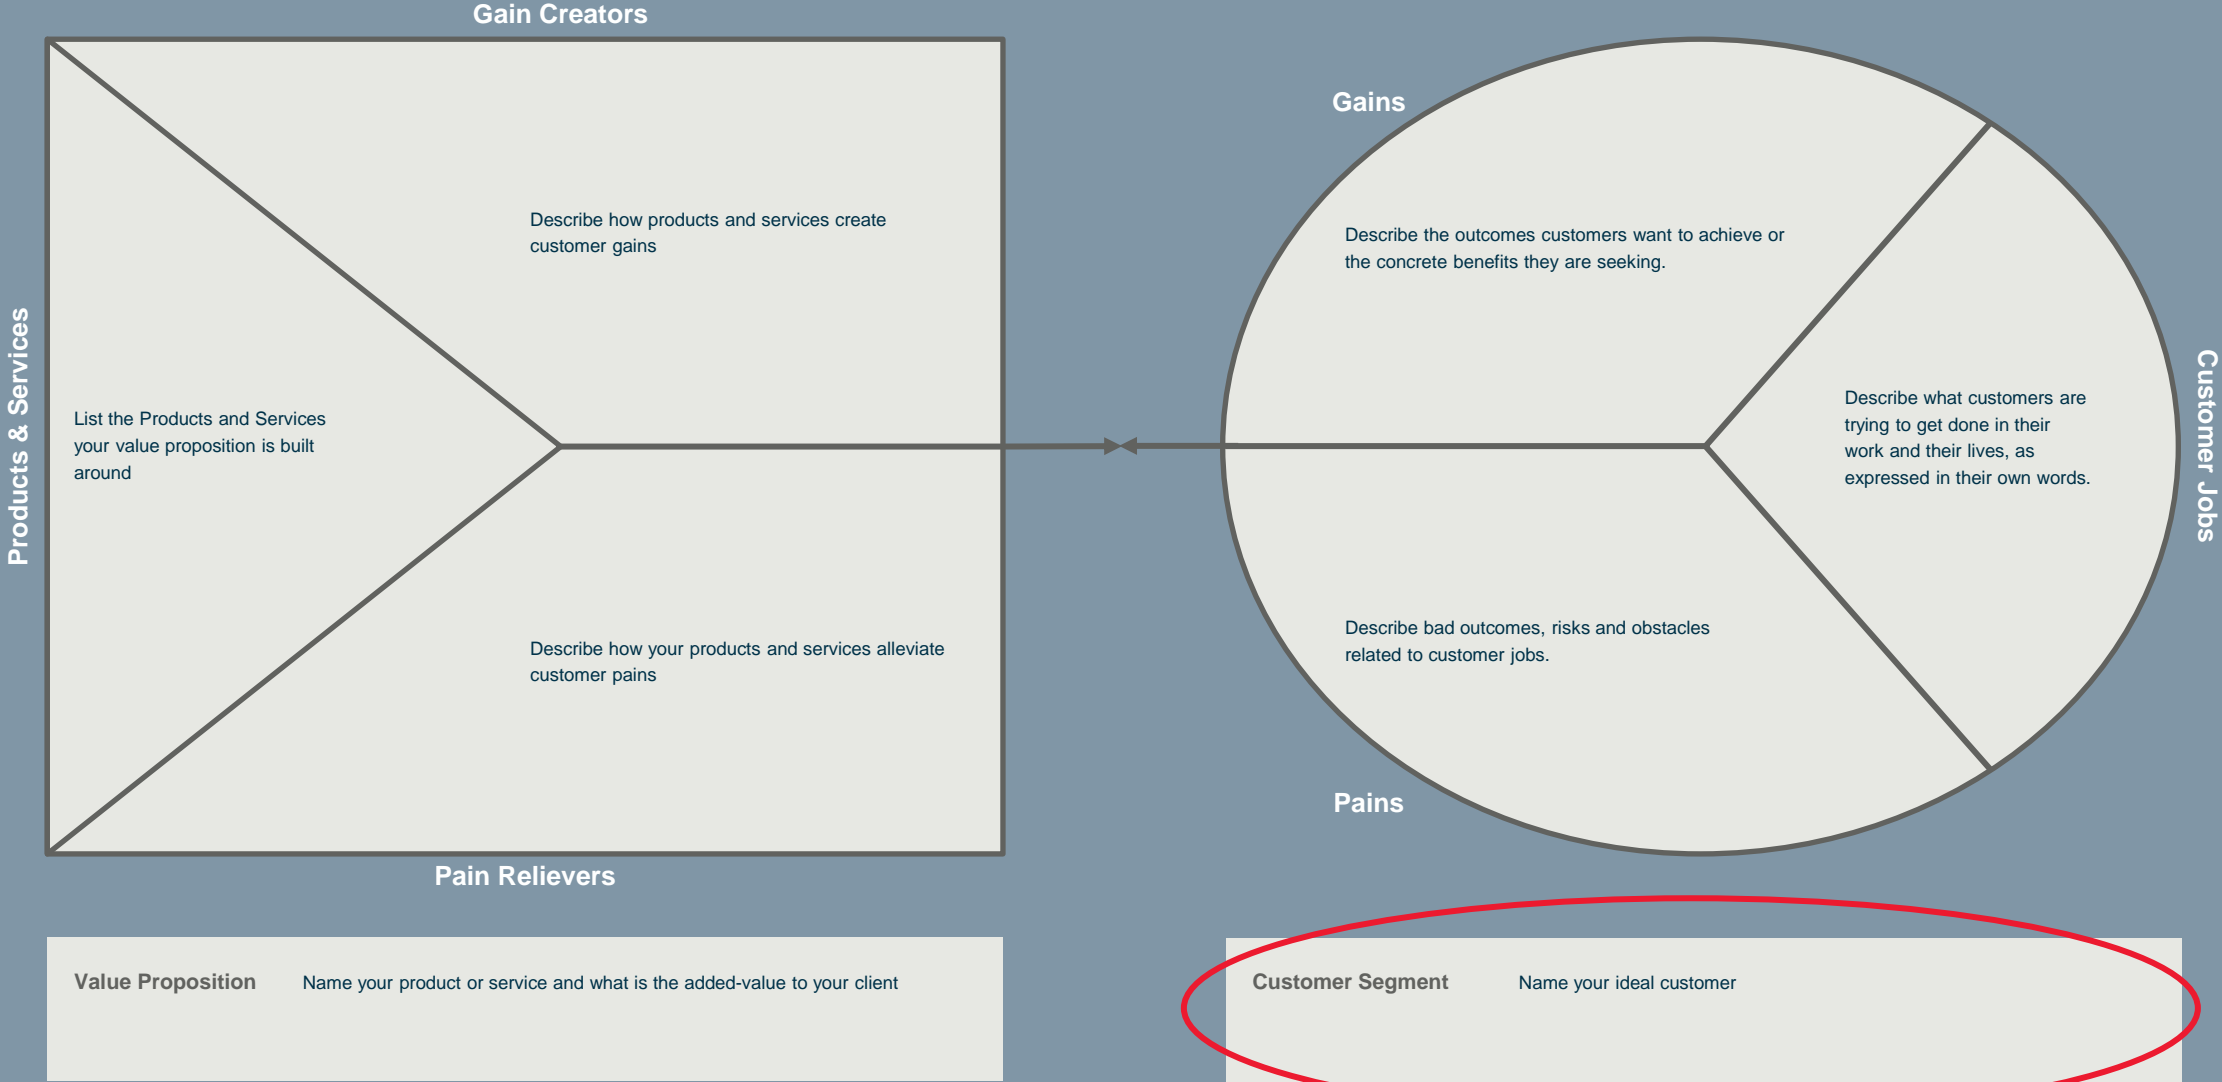 Gain Creators
Products & Services
List the Products and Services
your value proposition is built
around
Describe how products and services create
customer gains
Describe how your products and services alleviate
customer pains
Pain Relievers
Gains
Describe the outcomes customers want to achieve or
the concrete benefits they are seeking.
Describe what customers are
trying to get done in their
work and their lives, as
expressed in their own words.
Customer Jobs
Describe bad outcomes, risks and obstacles
related to customer jobs.
Pains
Value Proposition Name your product or service and what is the added-value to your client
Customer Segment Name your ideal customer